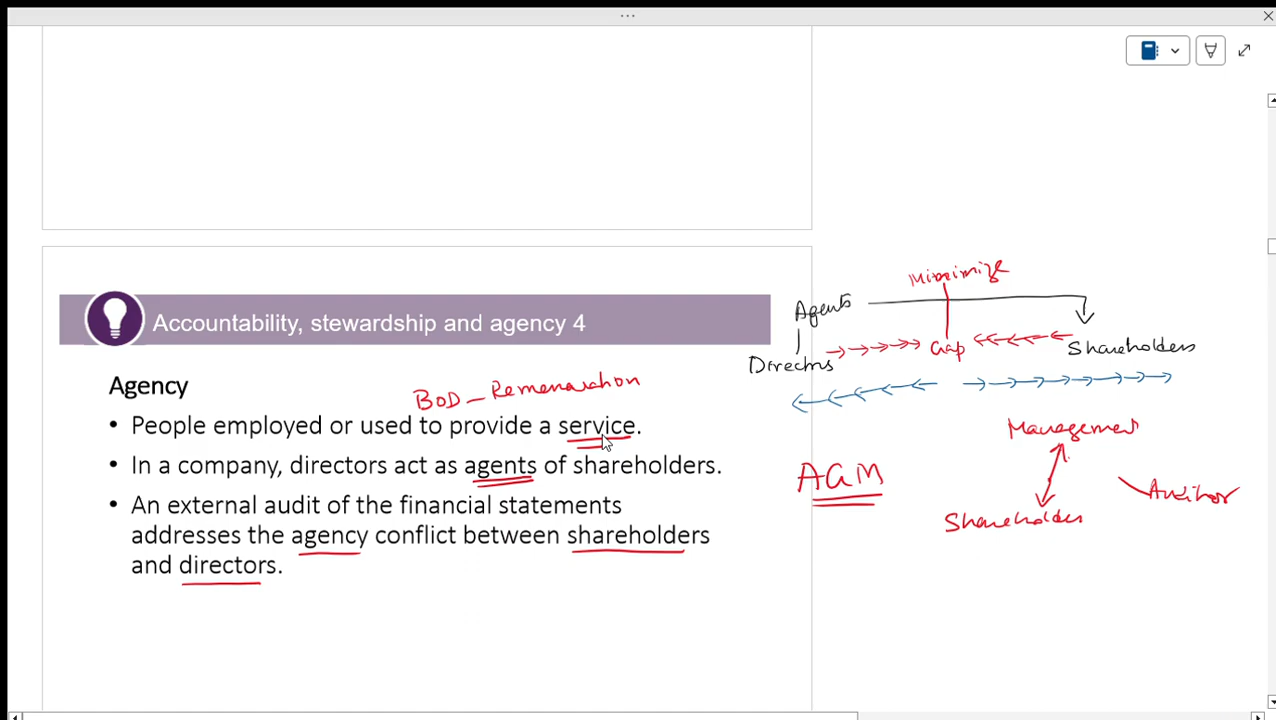 Minimize
Agents
Accountability, stewardship and agency 4
Gap
Shareholders
Directors
Agency
BOD - Remenaration
• People employed or used to provide a service.
Management
• In a company, directors act as agents of shareholders.
AGM
Auditor
• An external audit of the financial statements
Shareholder
addresses the agency conflict between shareholders
and directors.